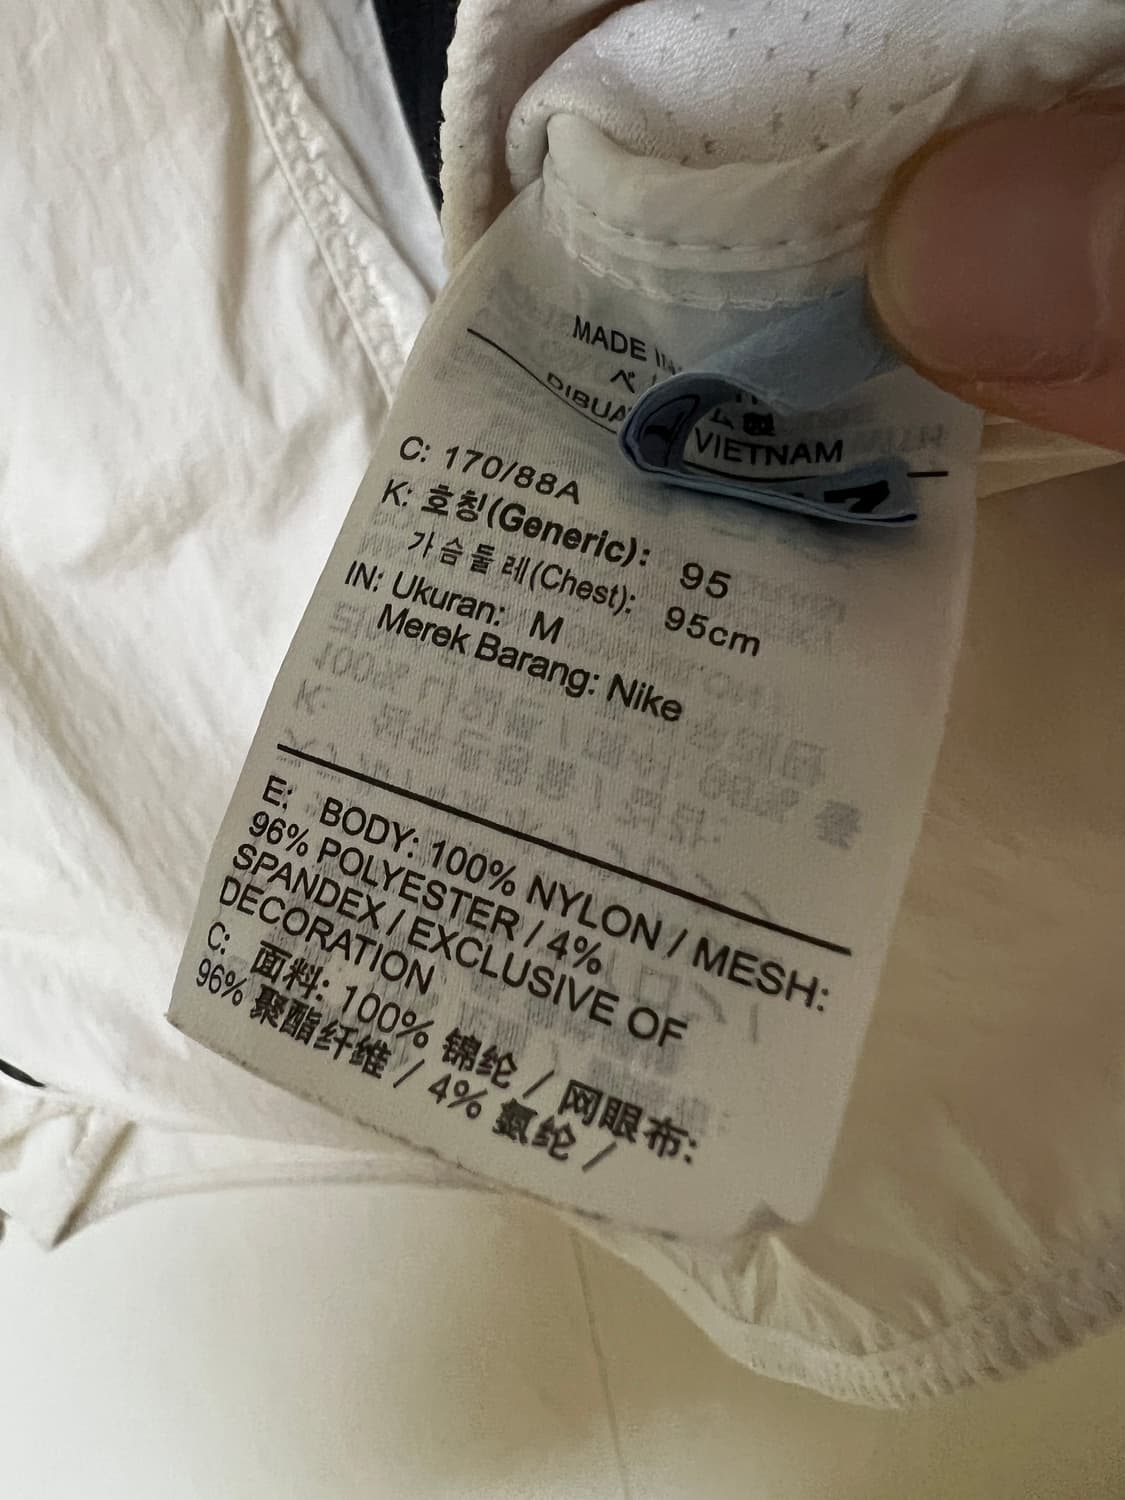 MADE
VIETNAM
C: 170/88A
K: 호칭(Generic): 95
가슴둘레(Chest): 95cm
IN: Ukuran: M
Merek Barang: Nike
E: BODY: 100% NYLON / MESH:
96% POLYESTER / 4%
SPANDEX / EXCLUSIVE OF
DECORATION
C: 面料: 100% 锦纶 / 网眼布:
96% 聚酯纤维 / 4% 氨纶 /